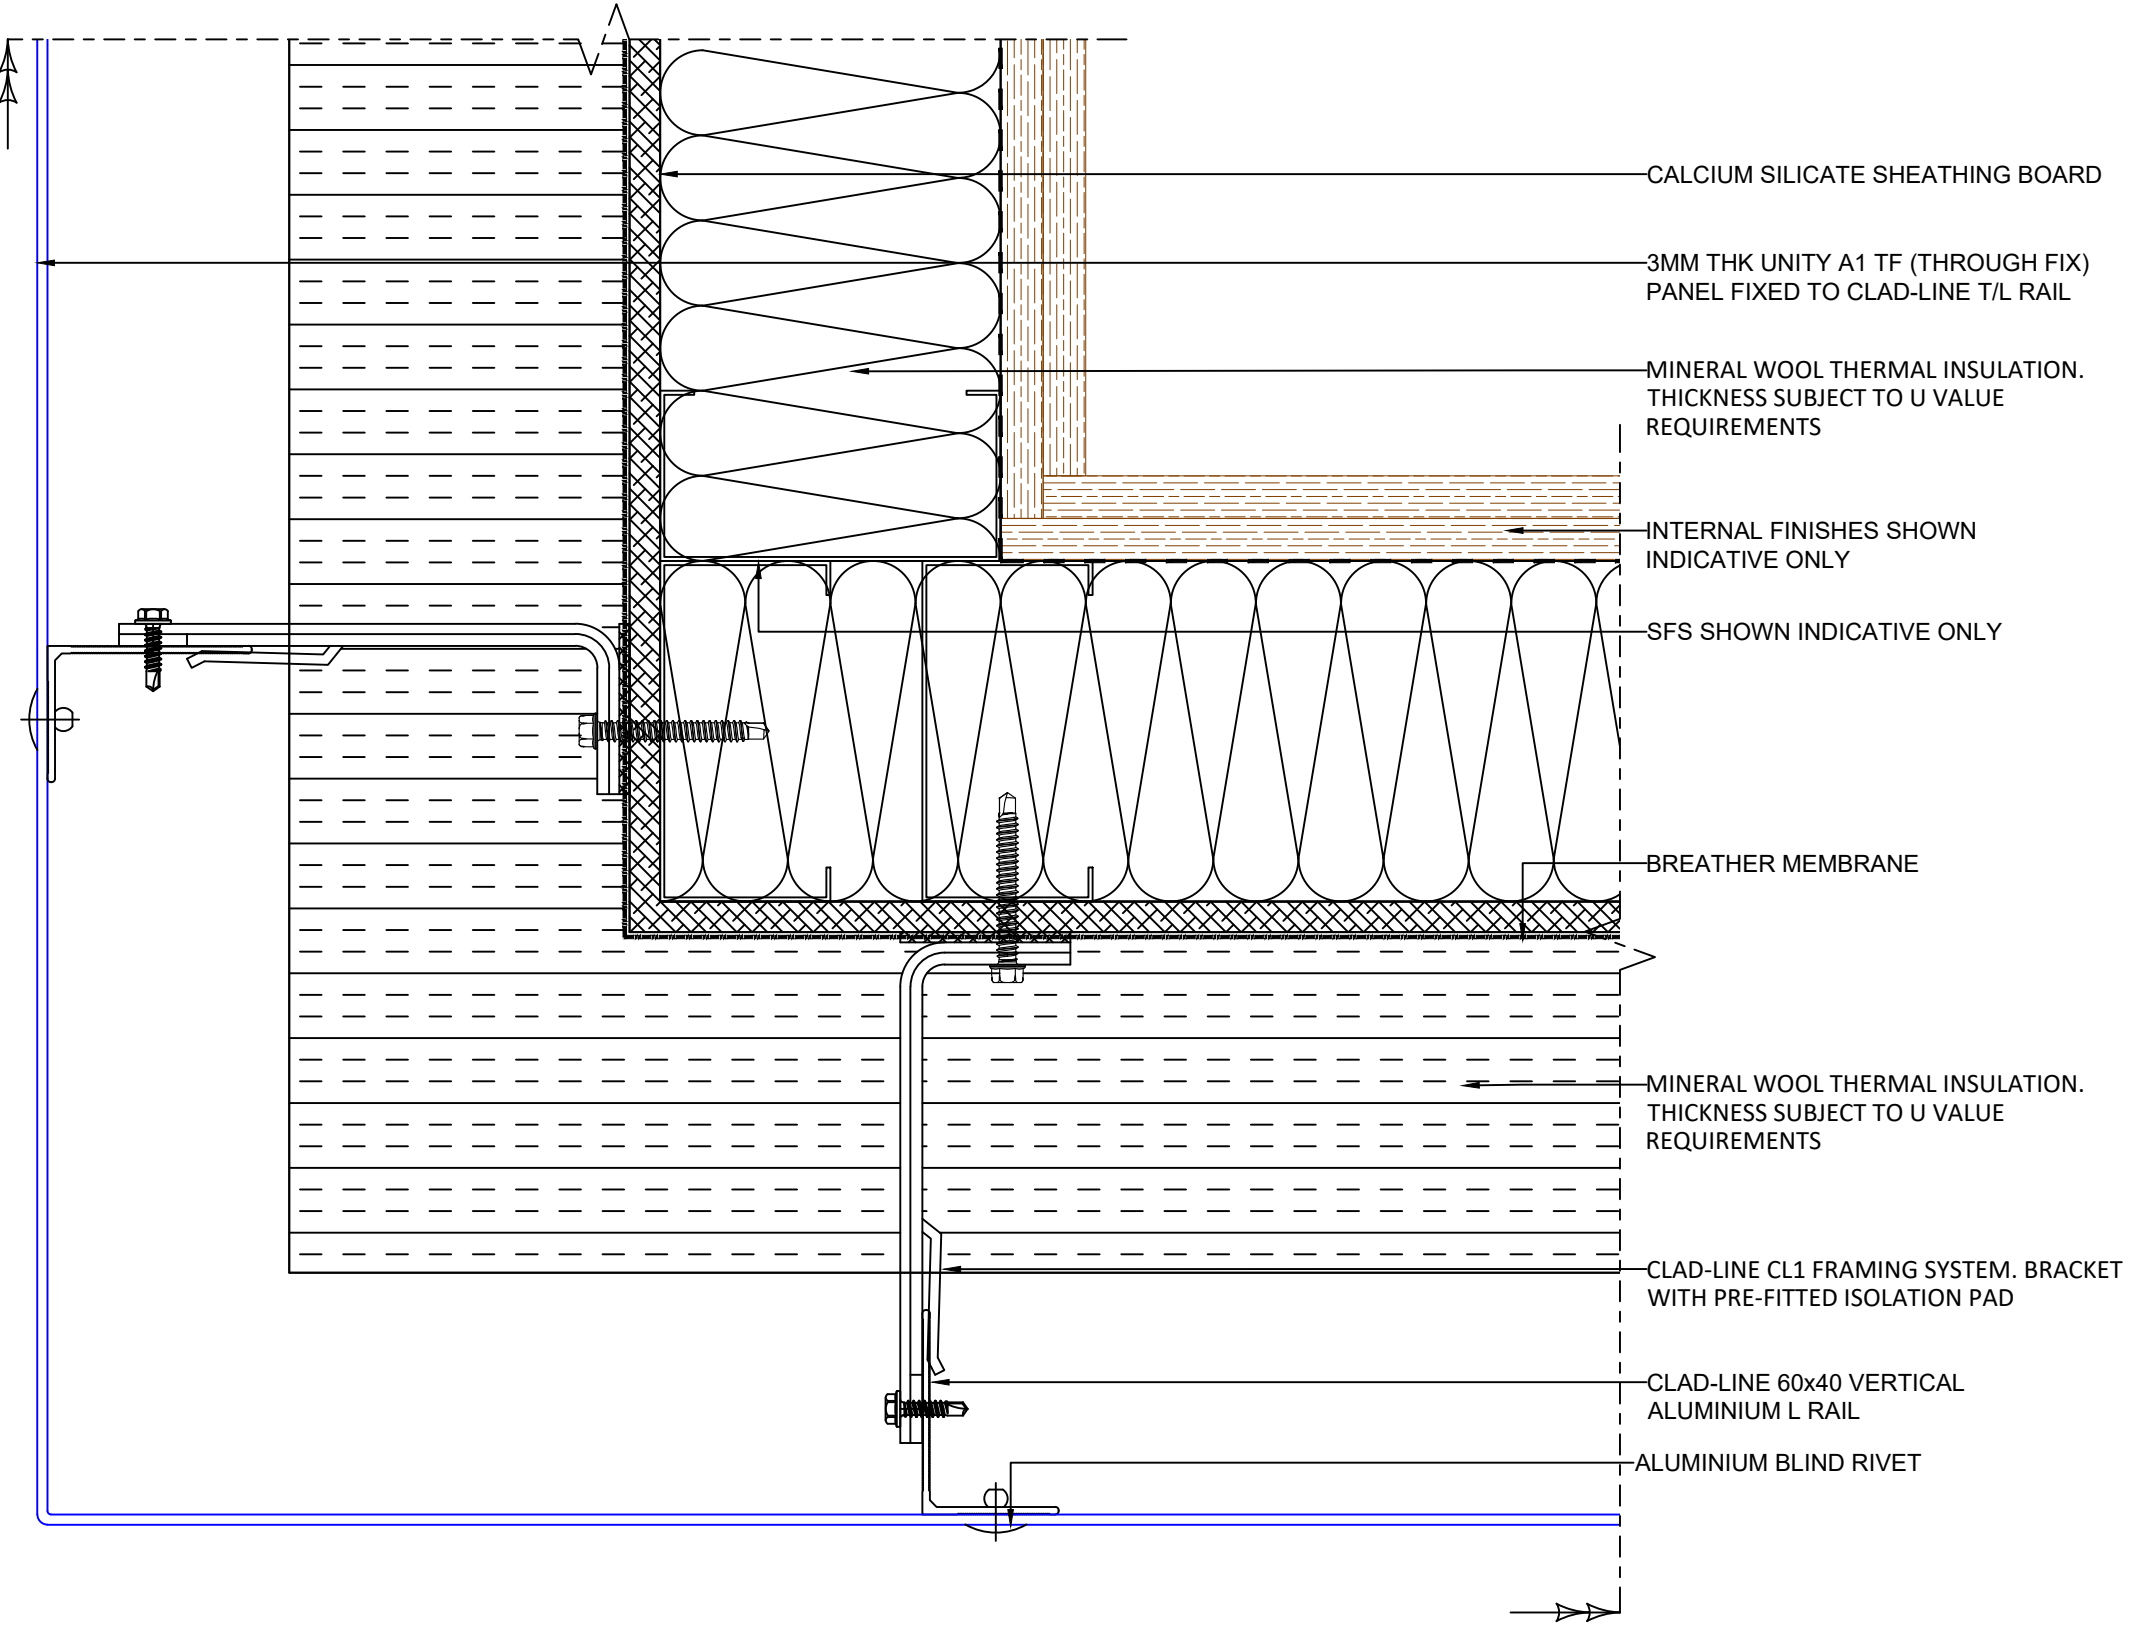 CALCIUM SILICATE SHEATHING BOARD
3MM THK UNITY A1 TF (THROUGH FIX)
PANEL FIXED TO CLAD-LINE T/L RAIL
MINERAL WOOL THERMAL INSULATION.
THICKNESS SUBJECT TO U VALUE
REQUIREMENTS
INTERNAL FINISHES SHOWN
INDICATIVE ONLY
SFS SHOWN INDICATIVE ONLY
BREATHER MEMBRANE
MINERAL WOOL THERMAL INSULATION.
THICKNESS SUBJECT TO U VALUE
REQUIREMENTS
CLAD-LINE CL1 FRAMING SYSTEM. BRACKET
WITH PRE-FITTED ISOLATION PAD
CLAD-LINE 60x40 VERTICAL
ALUMINIUM L RAIL
ALUMINIUM BLIND RIVET